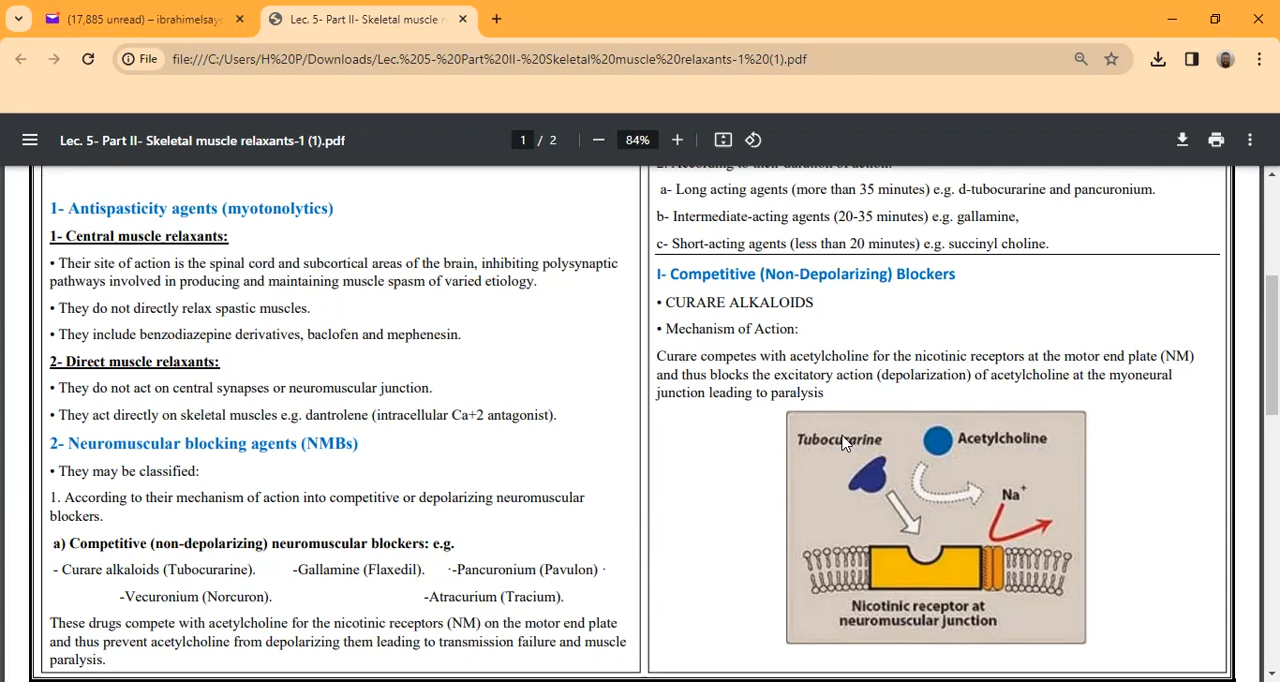 (17,885 unread) – ibrahimelsaye
Lec. 5- Part II- Skeletal muscle r
File
file:///C:/Users/H%20P/Downloads/Lec.%205-%20Part%20II-%20Skeletal%20muscle%20relaxants-1%20(1).pdf
Lec. 5- Part II- Skeletal muscle relaxants-1 (1).pdf
1 / 2
84%
1- Antispasticity agents (myotonolytics)
1- Central muscle relaxants:
• Their site of action is the spinal cord and subcortical areas of the brain, inhibiting polysynaptic
pathways involved in producing and maintaining muscle spasm of varied etiology.
• They do not directly relax spastic muscles.
• They include benzodiazepine derivatives, baclofen and mephenesin.
2- Direct muscle relaxants:
• They do not act on central synapses or neuromuscular junction.
• They act directly on skeletal muscles e.g. dantrolene (intracellular Ca+2 antagonist).
2- Neuromuscular blocking agents (NMBs)
• They may be classified:
1. According to their mechanism of action into competitive or depolarizing neuromuscular
blockers.
a) Competitive (non-depolarizing) neuromuscular blockers: e.g.
- Curare alkaloids (Tubocurarine). -Gallamine (Flaxedil). ·-Pancuronium (Pavulon) ·
-Vecuronium (Norcuron). -Atracurium (Tracium).
These drugs compete with acetylcholine for the nicotinic receptors (NM) on the motor end plate
and thus prevent acetylcholine from depolarizing them leading to transmission failure and muscle
paralysis.
2. According to their duration of action:
a- Long acting agents (more than 35 minutes) e.g. d-tubocurarine and pancuronium.
b- Intermediate-acting agents (20-35 minutes) e.g. gallamine,
c- Short-acting agents (less than 20 minutes) e.g. succinyl choline.
I- Competitive (Non-Depolarizing) Blockers
• CURARE ALKALOIDS
• Mechanism of Action:
Curare competes with acetylcholine for the nicotinic receptors at the motor end plate (NM)
and thus blocks the excitatory action (depolarization) of acetylcholine at the myoneural
junction leading to paralysis
Tubocurarine
Acetylcholine
Na+
Nicotinic receptor at
neuromuscular junction